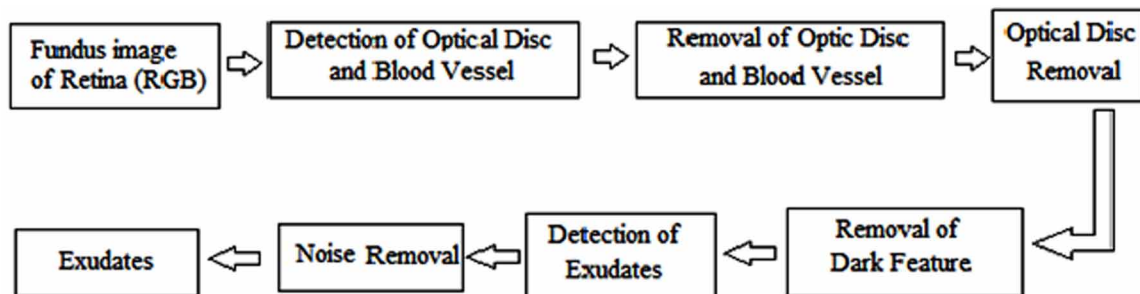 Fundus image
of Retina (RGB)
Detection of Optical Disc
and Blood Vessel
Removal of Optic Disc
and Blood Vessel
Optical Disc
Removal
Removal of
Dark Feature
Detection of
Exudates
Noise Removal
Exudates